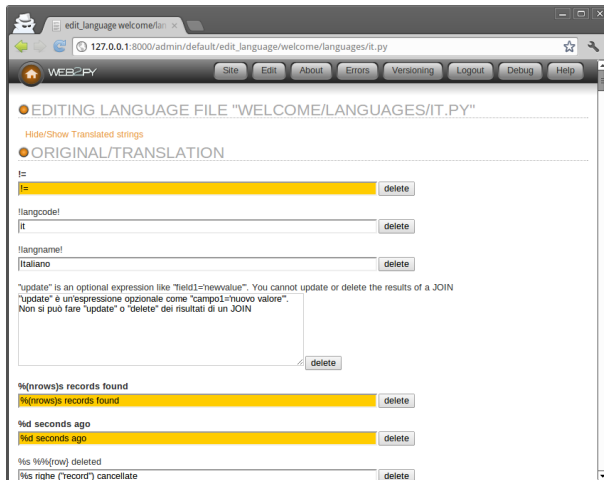 edit_language welcome/lan
127.0.0.1:8000/admin/default/edit_language/welcome/languages/it.py
WEB2PY
Site Edit About Errors Versioning Logout Debug Help
EDITING LANGUAGE FILE "WELCOME/LANGUAGES/IT.PY"
Hide/Show Translated strings
ORIGINAL/TRANSLATION
!=
!= delete
!langcode!
it delete
!langname!
Italiano delete
"update" is an optional expression like "field1='newvalue'". You cannot update or delete the results of a JOIN
"update" è un'espressione opzionale come "campo1='nuovo valore'".
Non si può fare "update" o "delete" dei risultati di un JOIN
delete
%(nrows)s records found
%(nrows)s records found delete
%d seconds ago
%d seconds ago delete
%s %%{row} deleted
%s righe ("record") cancellate delete